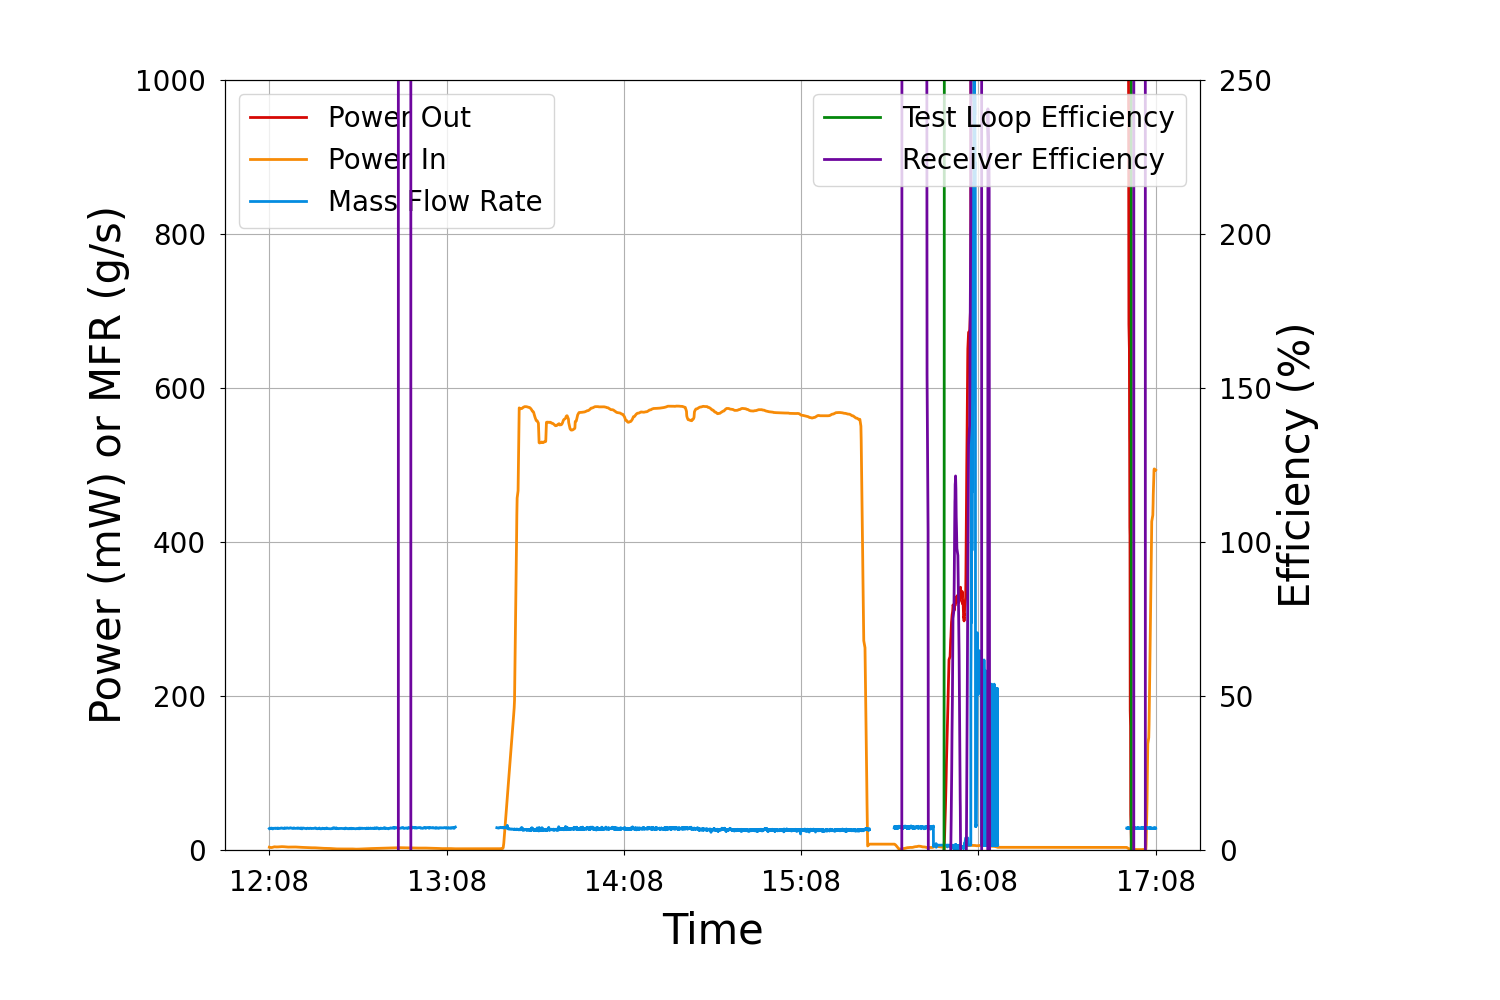 1000
800
600
400
200
0
Power (mW) or MFR (g/s)
Power Out
Power In
Mass Flow Rate
Test Loop Efficiency
Receiver Efficiency
250
200
150
100
50
0
Efficiency (%)
12:08 13:08 14:08 15:08 16:08 17:08
Time